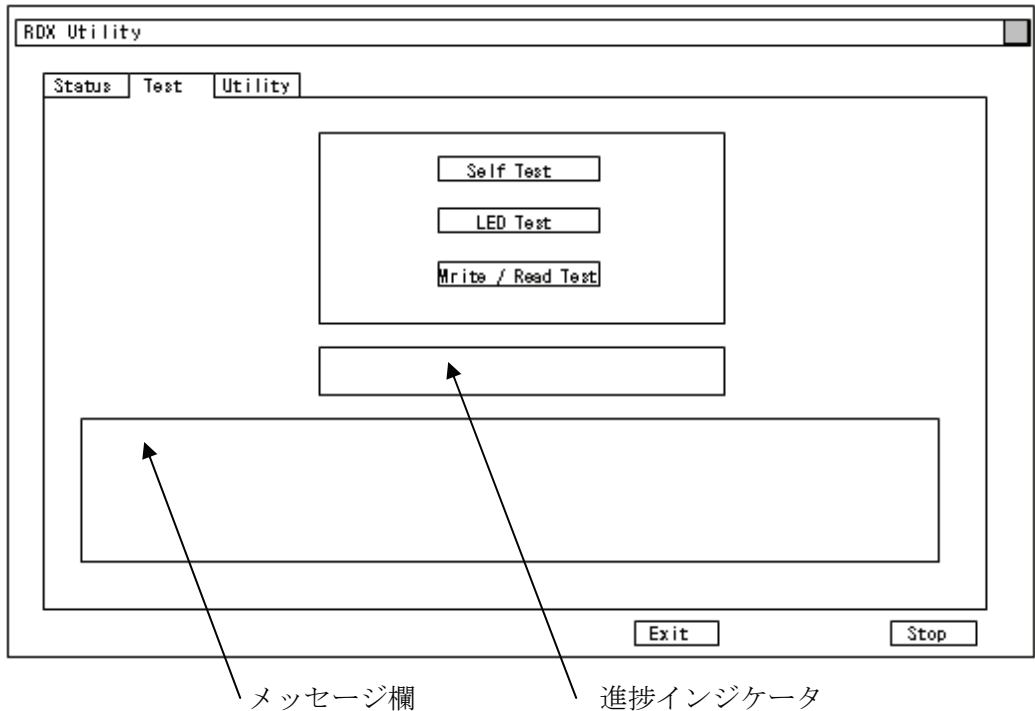 RDX Utility
Status Test Utility
Self Test
LED Test
Write / Read Test
Exit Stop
メッセージ欄 進捗インジケータ